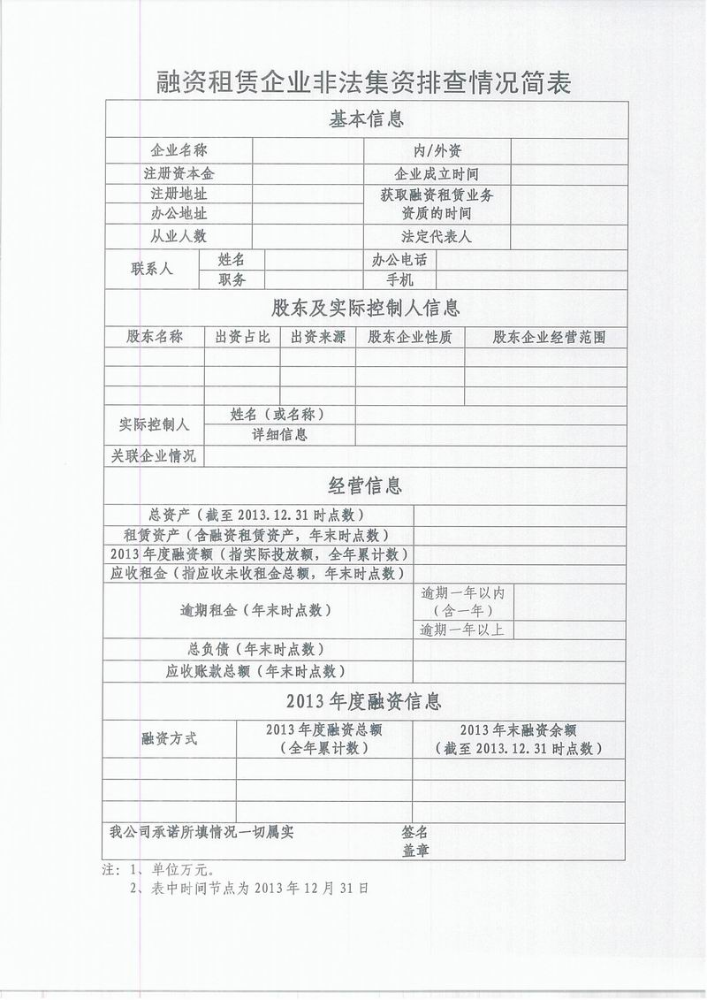 融资租赁企业非法集资排查情况简表
基本信息
企业名称 内/外资
注册资本金 企业成立时间
注册地址 获取融资租赁业务
办公地址 资质的时间
从业人数 法定代表人
联系人 姓名 办公电话
职务 手机
股东及实际控制人信息
股东名称 出资占比 出资来源 股东企业性质 股东企业经营范围
实际控制人 姓名（或名称）
详细信息
关联企业情况
经营信息
总资产（截至2013.12.31时点数）
租赁资产（含融资租赁资产，年末时点数）
2013年度融资额（指实际投放额，全年累计数）
应收租金（指应收未收租金总额，年末时点数）
逾期租金（年末时点数） 逾期一年以内
（含一年）
逾期一年以上
总负债（年末时点数）
应收账款总额（年末时点数）
2013年度融资信息
融资方式 2013年度融资总额 2013年末融资余额
（全年累计数） （截至2013.12.31时点数）
我公司承诺所填情况一切属实 签名
盖章
注：1、单位万元。
2、表中时间节点为2013年12月31日